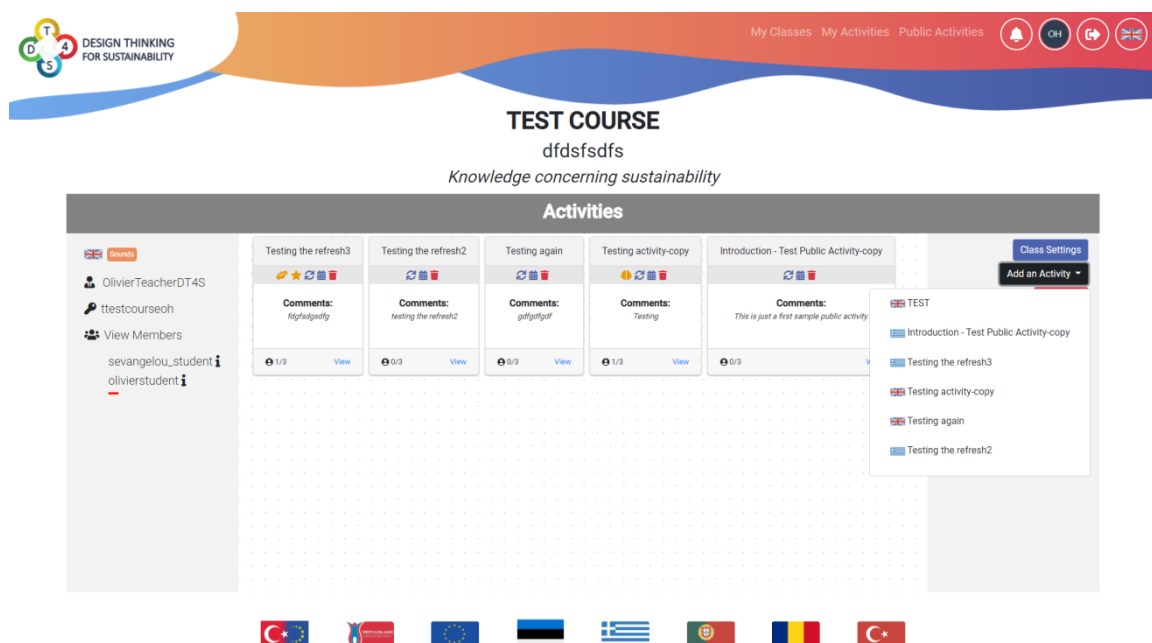 T
D 4
S
DESIGN THINKING
FOR SUSTAINABILITY
My Classes My Activities Public Activities
OH
TEST COURSE
dfdsfsdfs
Knowledge concerning sustainability
Activities
Sounds
OlivierTeacherDT4S
ttestcourseoh
View Members
sevangelou_student
olivierstudent
Testing the refresh3
Comments:
fdgfsdgsdfg
1/3 View
Testing the refresh2
Comments:
testing the refresh2
0/3 View
Testing again
Comments:
gdfgdfgdf
0/3 View
Testing activity-copy
Comments:
Testing
1/3 View
Introduction - Test Public Activity-copy
Comments:
This is just a first sample public activity.
0/3
Class Settings
Add an Activity
TEST
Introduction - Test Public Activity-copy
Testing the refresh3
Testing activity-copy
Testing again
Testing the refresh2